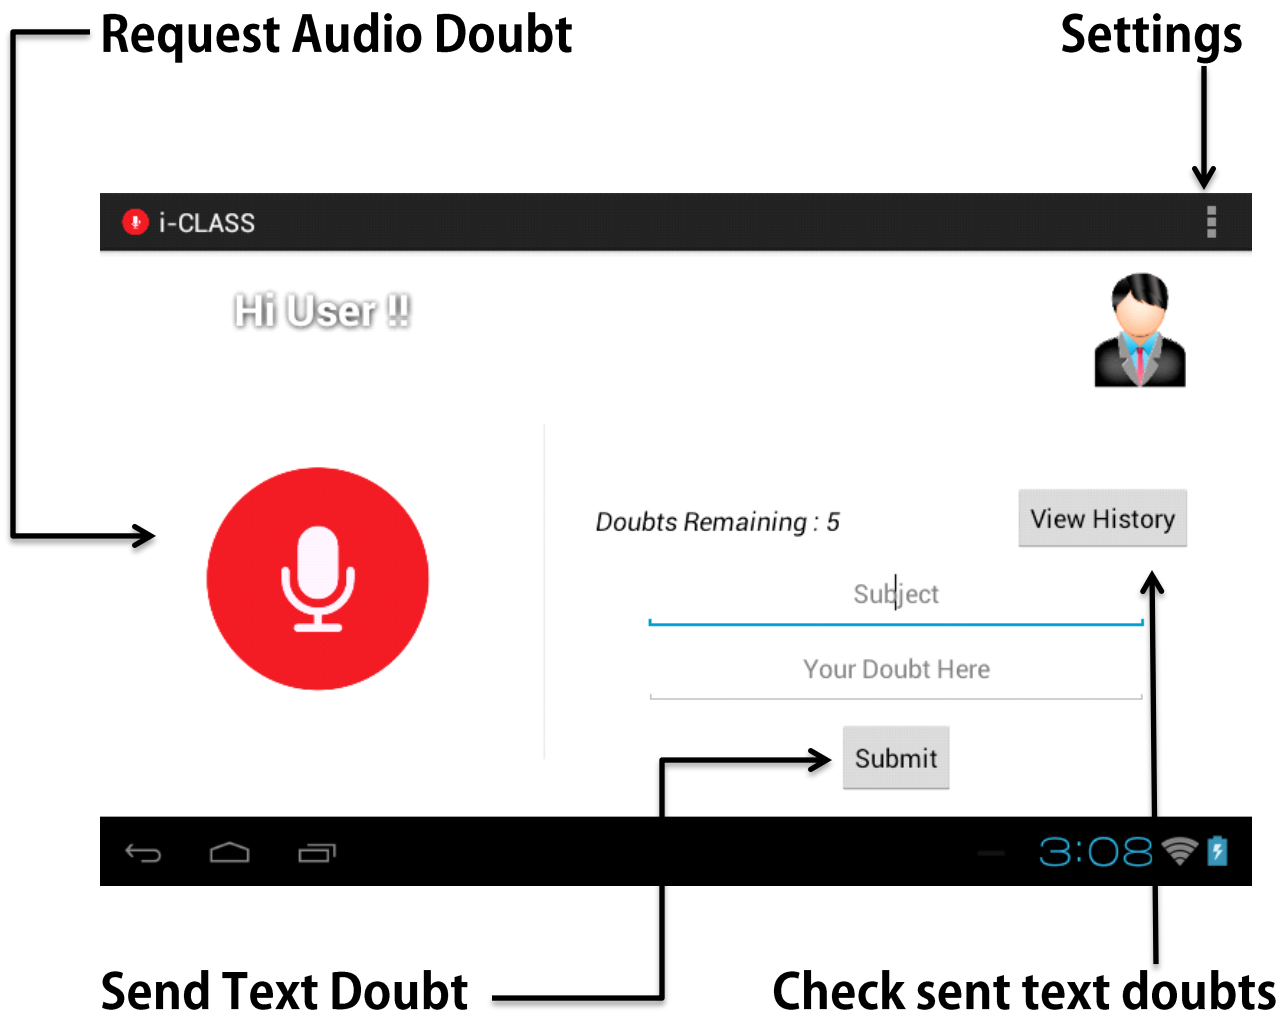 Request Audio Doubt
Settings
i-CLASS
Hi User !!
Doubts Remaining : 5
View History
Subject
Your Doubt Here
Submit
3:08
Send Text Doubt
Check sent text doubts